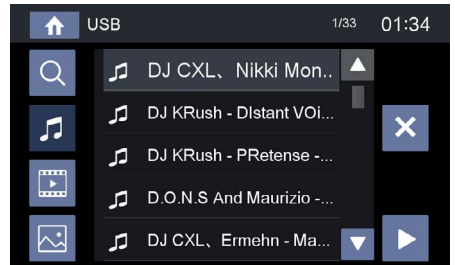 USB 1/33 01:34
DJ CXL、Nikki Mon..
DJ KRush - DIstant VOi...
DJ KRush - PRetense -...
D.O.N.S And Maurizio -...
DJ CXL、Ermehn - Ma...